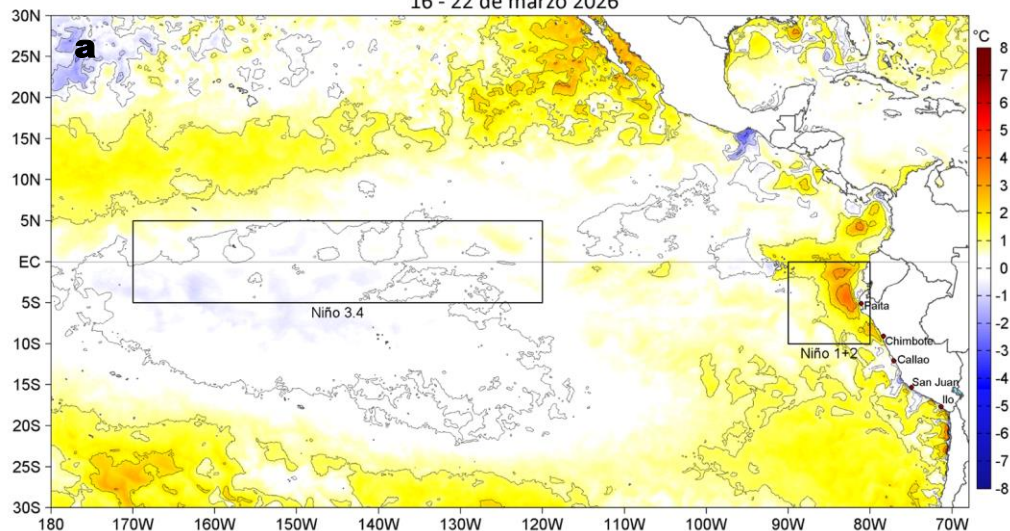 16 - 22 de marzo 2026
°C
30N
25N
20N
15N
10N
5N
EC
5S
10S
15S
20S
25S
30S
a
Niño 3.4
Niño 1+2
Paita
Chimbote
Callao
San Juan
Ilo
180
170W
160W
150W
140W
130W
120W
110W
100W
90W
80W
70W
8
7
6
5
4
3
2
1
0
-1
-2
-3
-4
-5
-6
-7
-8